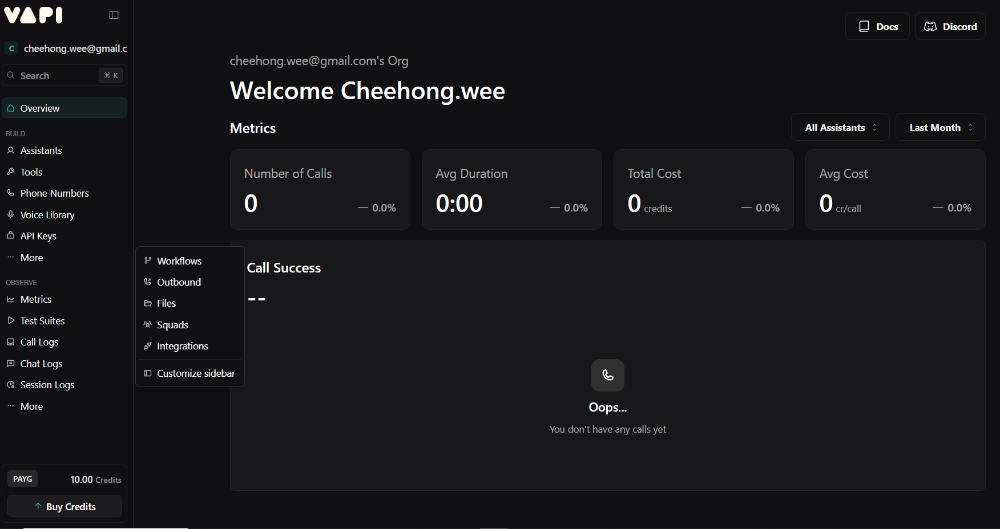 VAPI
C cheehong.wee@gmail.c
Search ⌘ K
Overview
BUILD
Assistants
Tools
Phone Numbers
Voice Library
API Keys
More
OBSERVE
Metrics
Test Suites
Call Logs
Chat Logs
Session Logs
More
PAYG 10.00 Credits
Buy Credits
Workflows
Outbound
Files
Squads
Integrations
Customize sidebar
Docs Discord
cheehong.wee@gmail.com's Org
Welcome Cheehong.wee
Metrics
All Assistants Last Month
Number of Calls
0 — 0.0%
Avg Duration
0:00 — 0.0%
Total Cost
0 credits — 0.0%
Avg Cost
0 cr/call — 0.0%
Call Success
--
Oops...
You don't have any calls yet